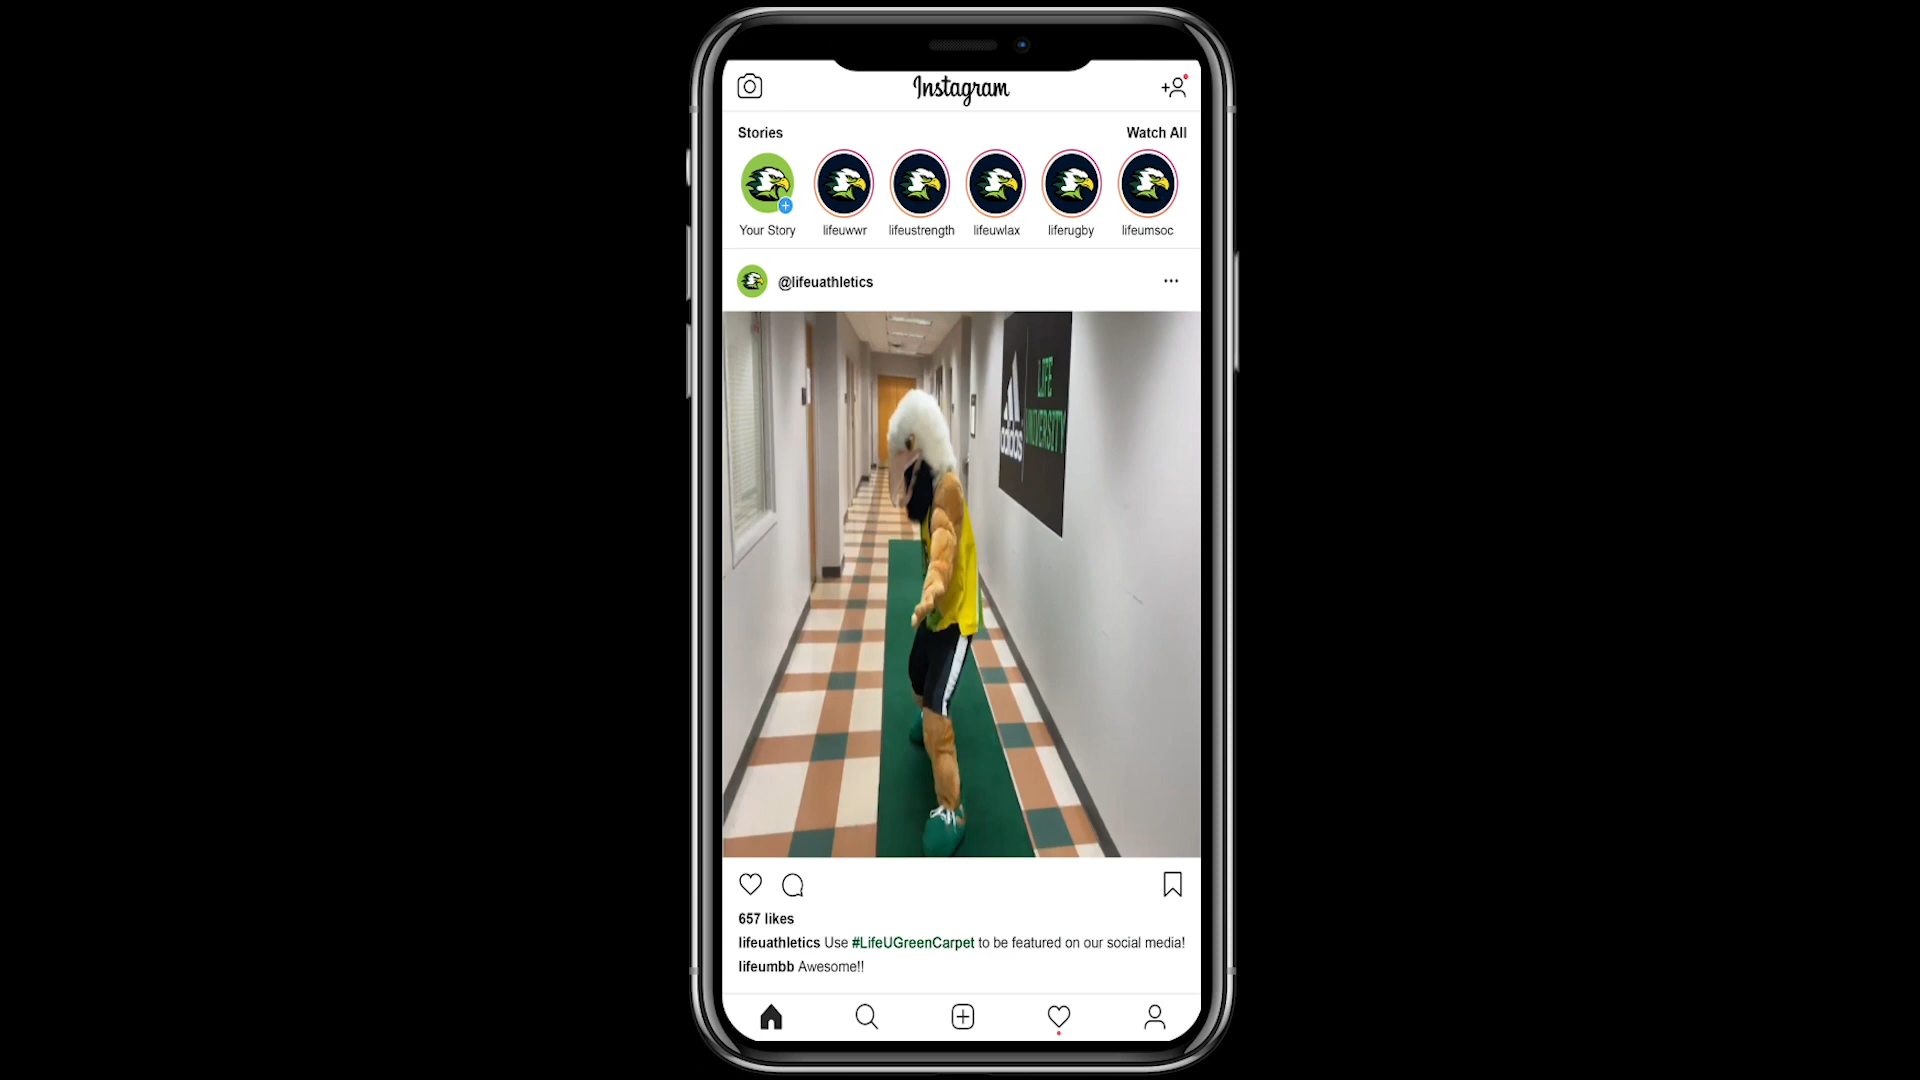 Instagram
Stories
Watch All
Your Story
lifeuwwr
lifeustrength
lifeuwlax
liferugby
lifeumsoc
@lifeuathletics
adidas
LIFE
UNIVERSITY
657 likes
lifeuathletics Use #LifeUGreenCarpet to be featured on our social media!
lifeumbb Awesome!!